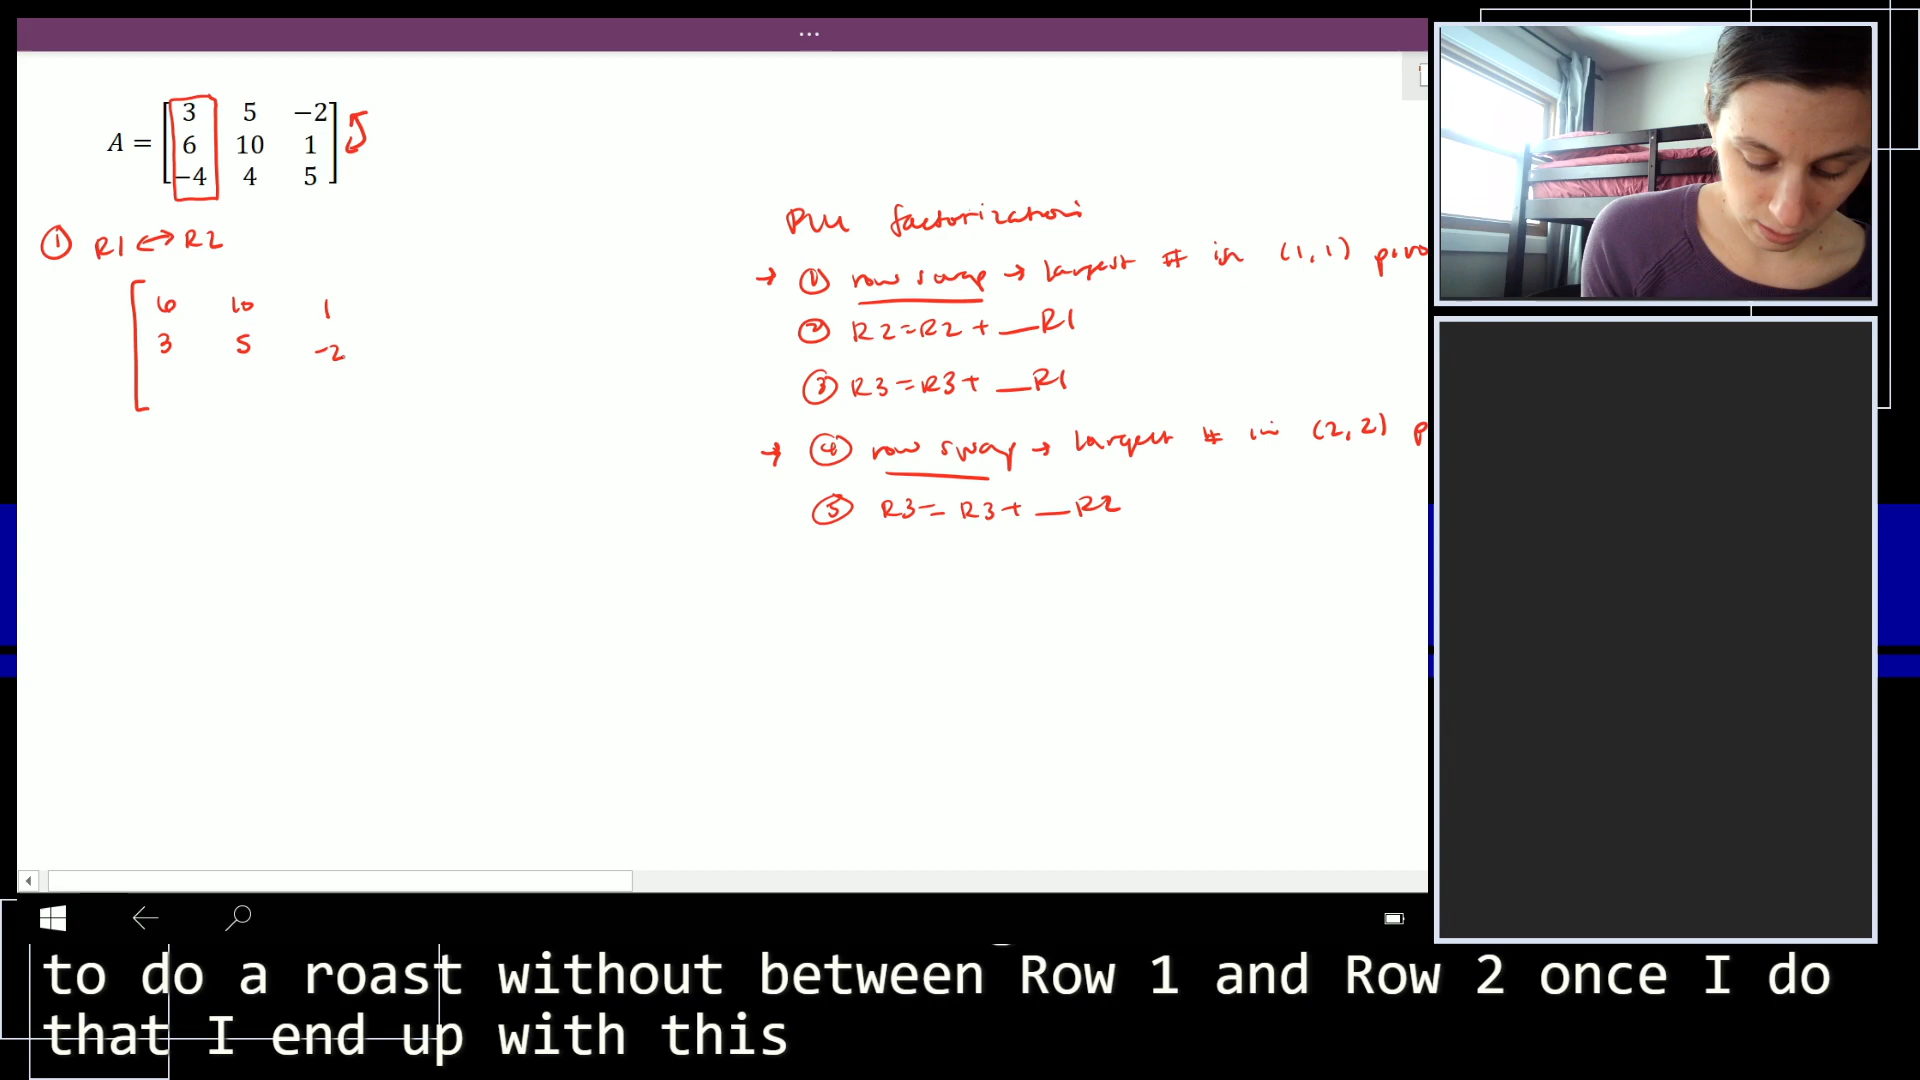 ...
A = [ 3 5 −2
6 10 1
−4 4 5 ]
① R1 ↔ R2
[ 6 10 1
3 5 -2
PLU factorization
→ ① row swap → largest # in (1,1) pivo
② R2=R2 + __R1
③ R3=R3+ __R1
→ ④ row swap → largest # in (2,2) p
⑤ R3= R3+ __R2
to do a roast without between Row 1 and Row 2 once I do
that I end up with this